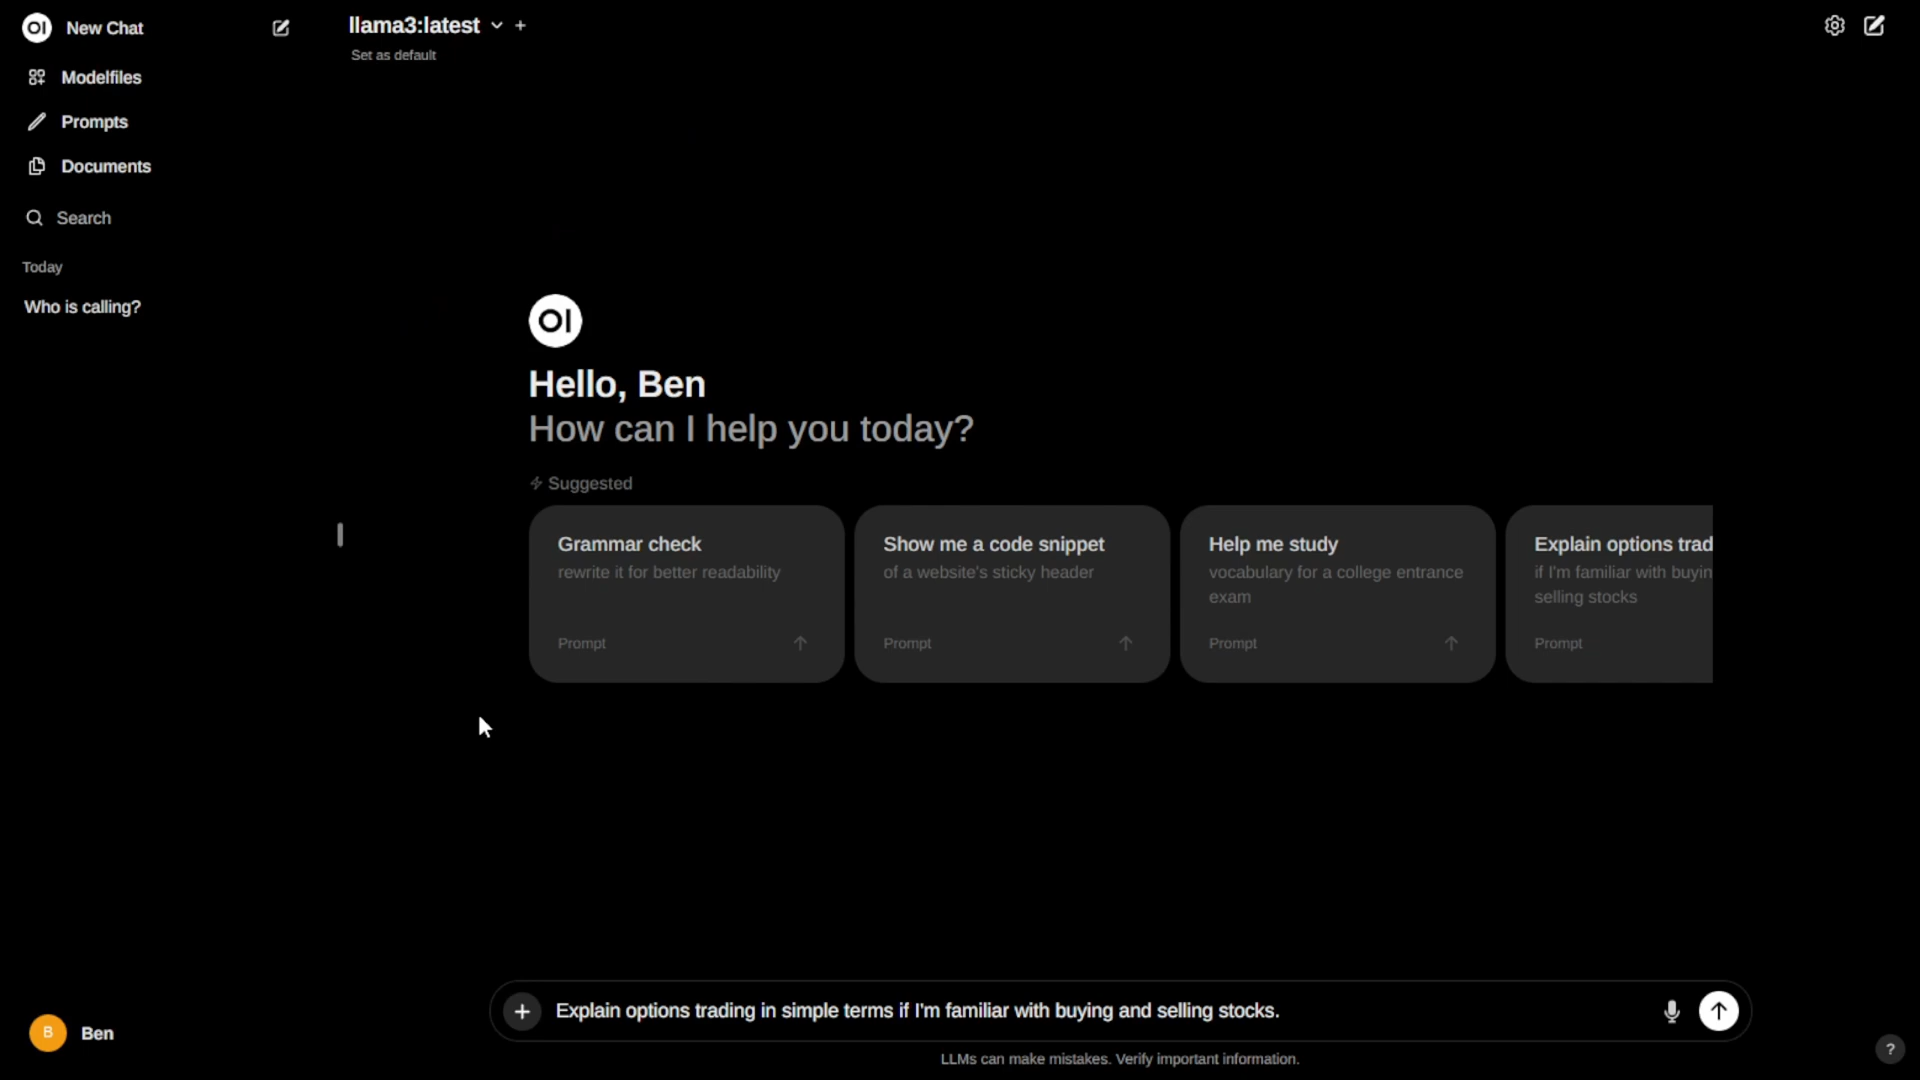 OI New Chat
Modelfiles
Prompts
Documents
Search
Today
Who is calling?
B Ben
llama3:latest
Set as default
OI
Hello, Ben
How can I help you today?
Suggested
Grammar check
rewrite it for better readability
Prompt
Show me a code snippet
of a website's sticky header
Prompt
Help me study
vocabulary for a college entrance
exam
Prompt
Explain options trad
if I'm familiar with buyin
selling stocks
Prompt
Explain options trading in simple terms if I'm familiar with buying and selling stocks.
LLMs can make mistakes. Verify important information.
?